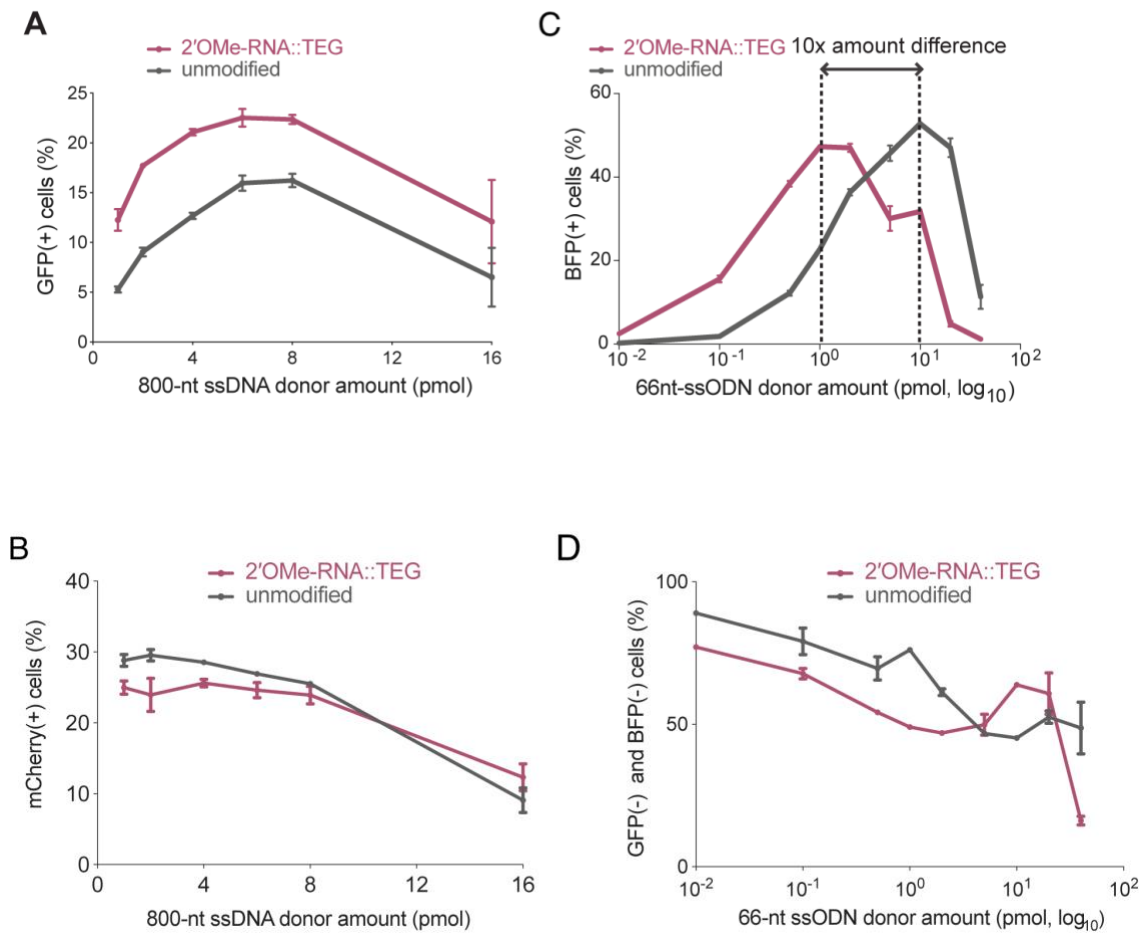 A
2′OMe-RNA::TEG
unmodified
GFP(+) cells (%)
25
20
15
10
5
0
0 4 8 12 16
800-nt ssDNA donor amount (pmol)
C
2′OMe-RNA::TEG
unmodified
10x amount difference
BFP(+) cells (%)
60
40
20
0
10-2 10-1 100 101 102
66nt-ssODN donor amount (pmol, log10)
B
2′OMe-RNA::TEG
unmodified
mCherry(+) cells (%)
40
30
20
10
0
0 4 8 12 16
800-nt ssDNA donor amount (pmol)
D
2′OMe-RNA::TEG
unmodified
GFP(-) and BFP(-) cells (%)
100
50
0
10-2 10-1 100 101 102
66-nt ssODN donor amount (pmol, log10)